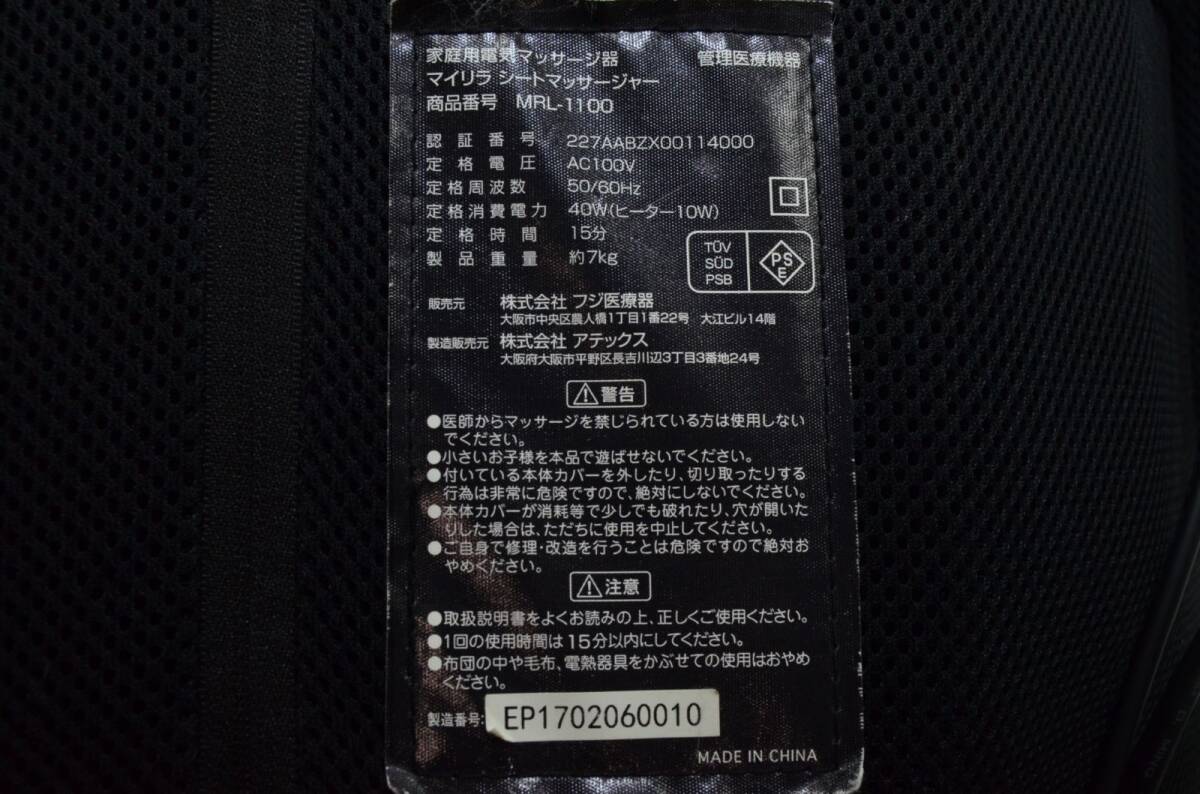 家庭用電気マッサージ器 管理医療機器
マイリラ シートマッサージャー
商品番号 MRL-1100
認証番号 227AABZX00114000
定格電圧 AC100V
定格周波数 50/60Hz
定格消費電力 40W(ヒーター10W)
定格時間 15分
製品重量 約7kg
TÜV
SÜD
PSB
PS
E
販売元 株式会社 フジ医療器
大阪市中央区農人橋1丁目1番22号 大江ビル14階
製造販売元 株式会社 アテックス
大阪府大阪市平野区長吉川辺3丁目3番地24号
警告
●医師からマッサージを禁じられている方は使用しない
でください。
●小さいお子様を本品で遊ばせないでください。
●付いている本体カバーを外したり、切り取ったりする
行為は非常に危険ですので、絶対にしないでください。
●本体カバーが消耗等で少しでも破れたり、穴が開いた
りした場合は、ただちに使用を中止してください。
●ご自身で修理・改造を行うことは危険ですので絶対お
やめください。
注意
●取扱説明書をよくお読みの上、正しくご使用ください。
●1回の使用時間は15分以内にしてください。
●布団の中や毛布、電熱器具をかぶせての使用はおやめ
ください。
製造番号: EP1702060010
MADE IN CHINA